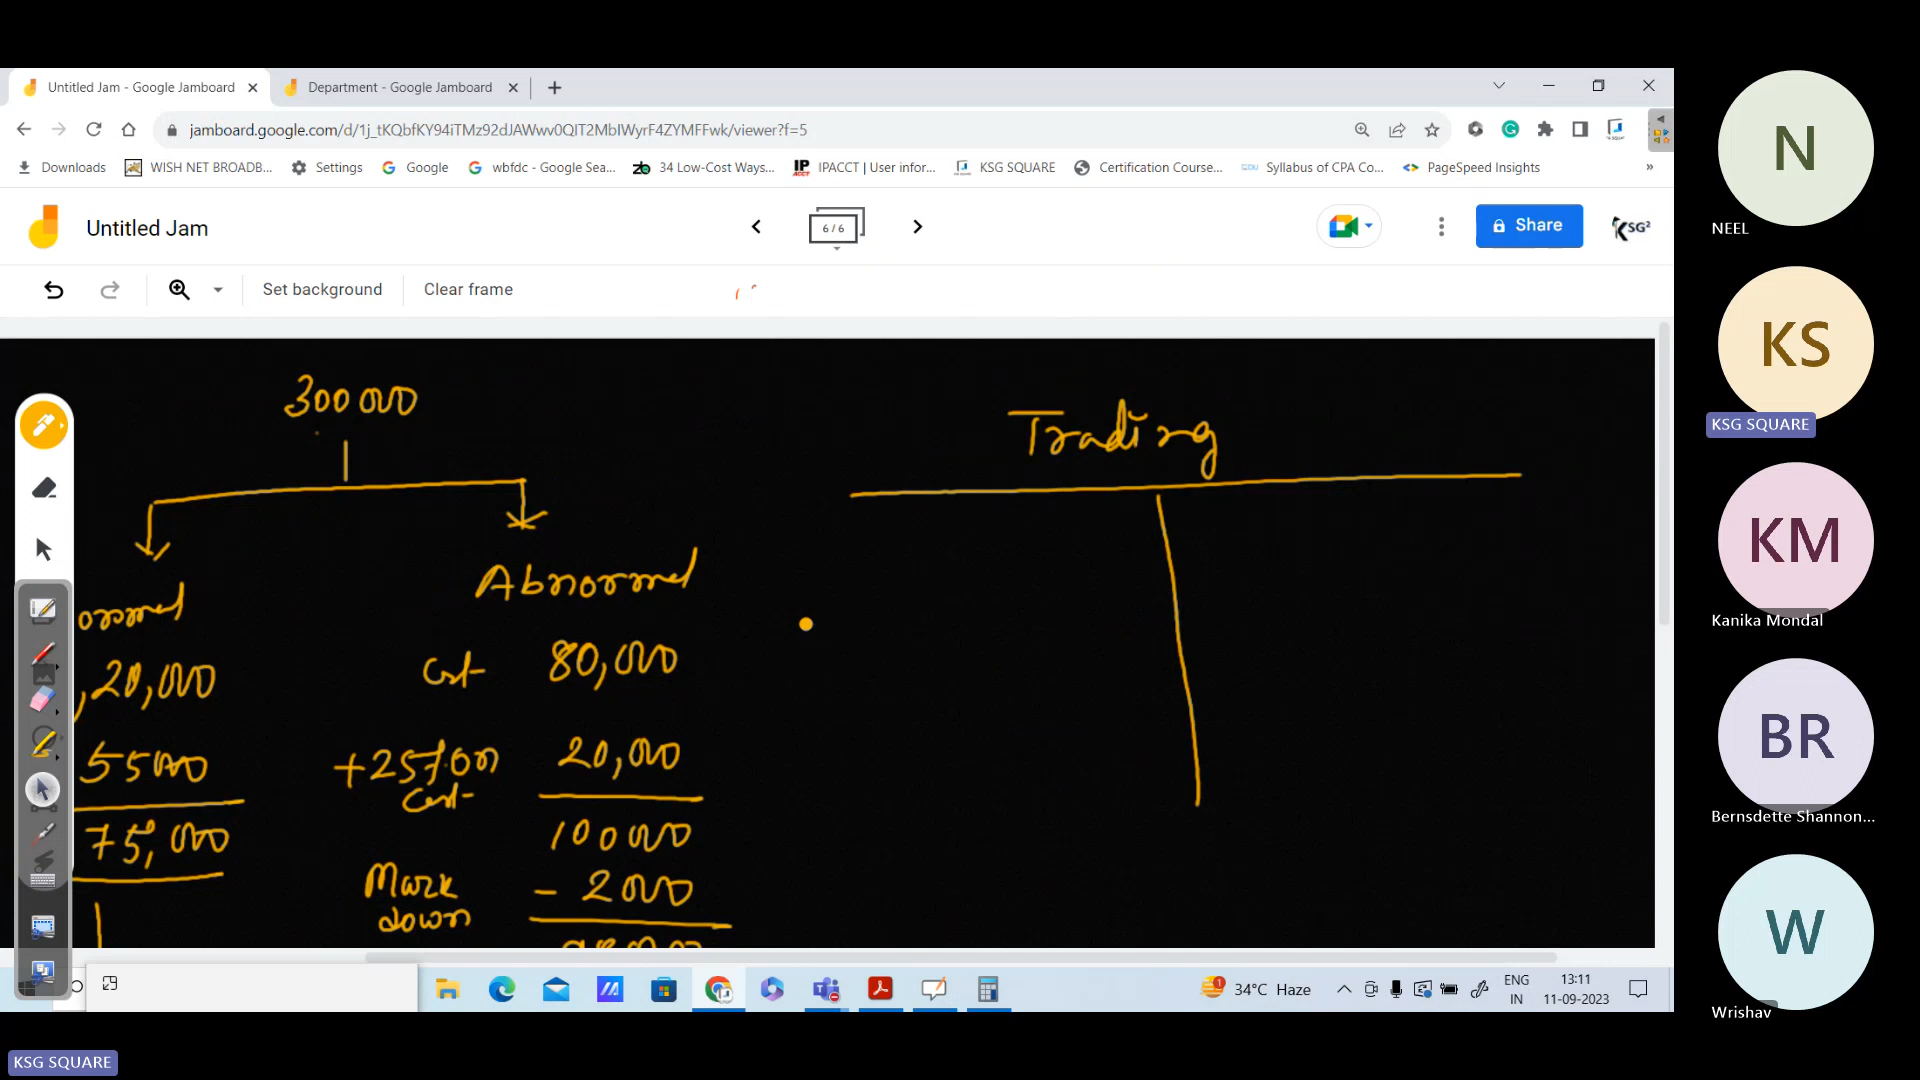 Untitled Jam - Google Jamboard
Department - Google Jamboard
jamboard.google.com/d/1j_tKQbfKY94iTMz92dJAWwv0QIT2MbIWyrF4ZYMFFwk/viewer?f=5
Downloads
WISH NET BROADB...
Settings
Google
wbfdc - Google Sea...
34 Low-Cost Ways...
IPACCT | User infor...
KSG SQUARE
Certification Course...
Syllabus of CPA Co...
PageSpeed Insights
»
Untitled Jam
6 / 6
Share
KSG²
Set background
Clear frame
300000
Trading
Abnormal
ormal
Cost 80,000
,20,000
+25% on Cost 20,000
55000
100000
75,000
Mark down - 2000
34°C Haze
ENG
IN
13:11
11-09-2023
N
NEEL
KS
KSG SQUARE
KM
Kanika Mondal
BR
Bernsdette Shannon...
W
Wrishav
KSG SQUARE